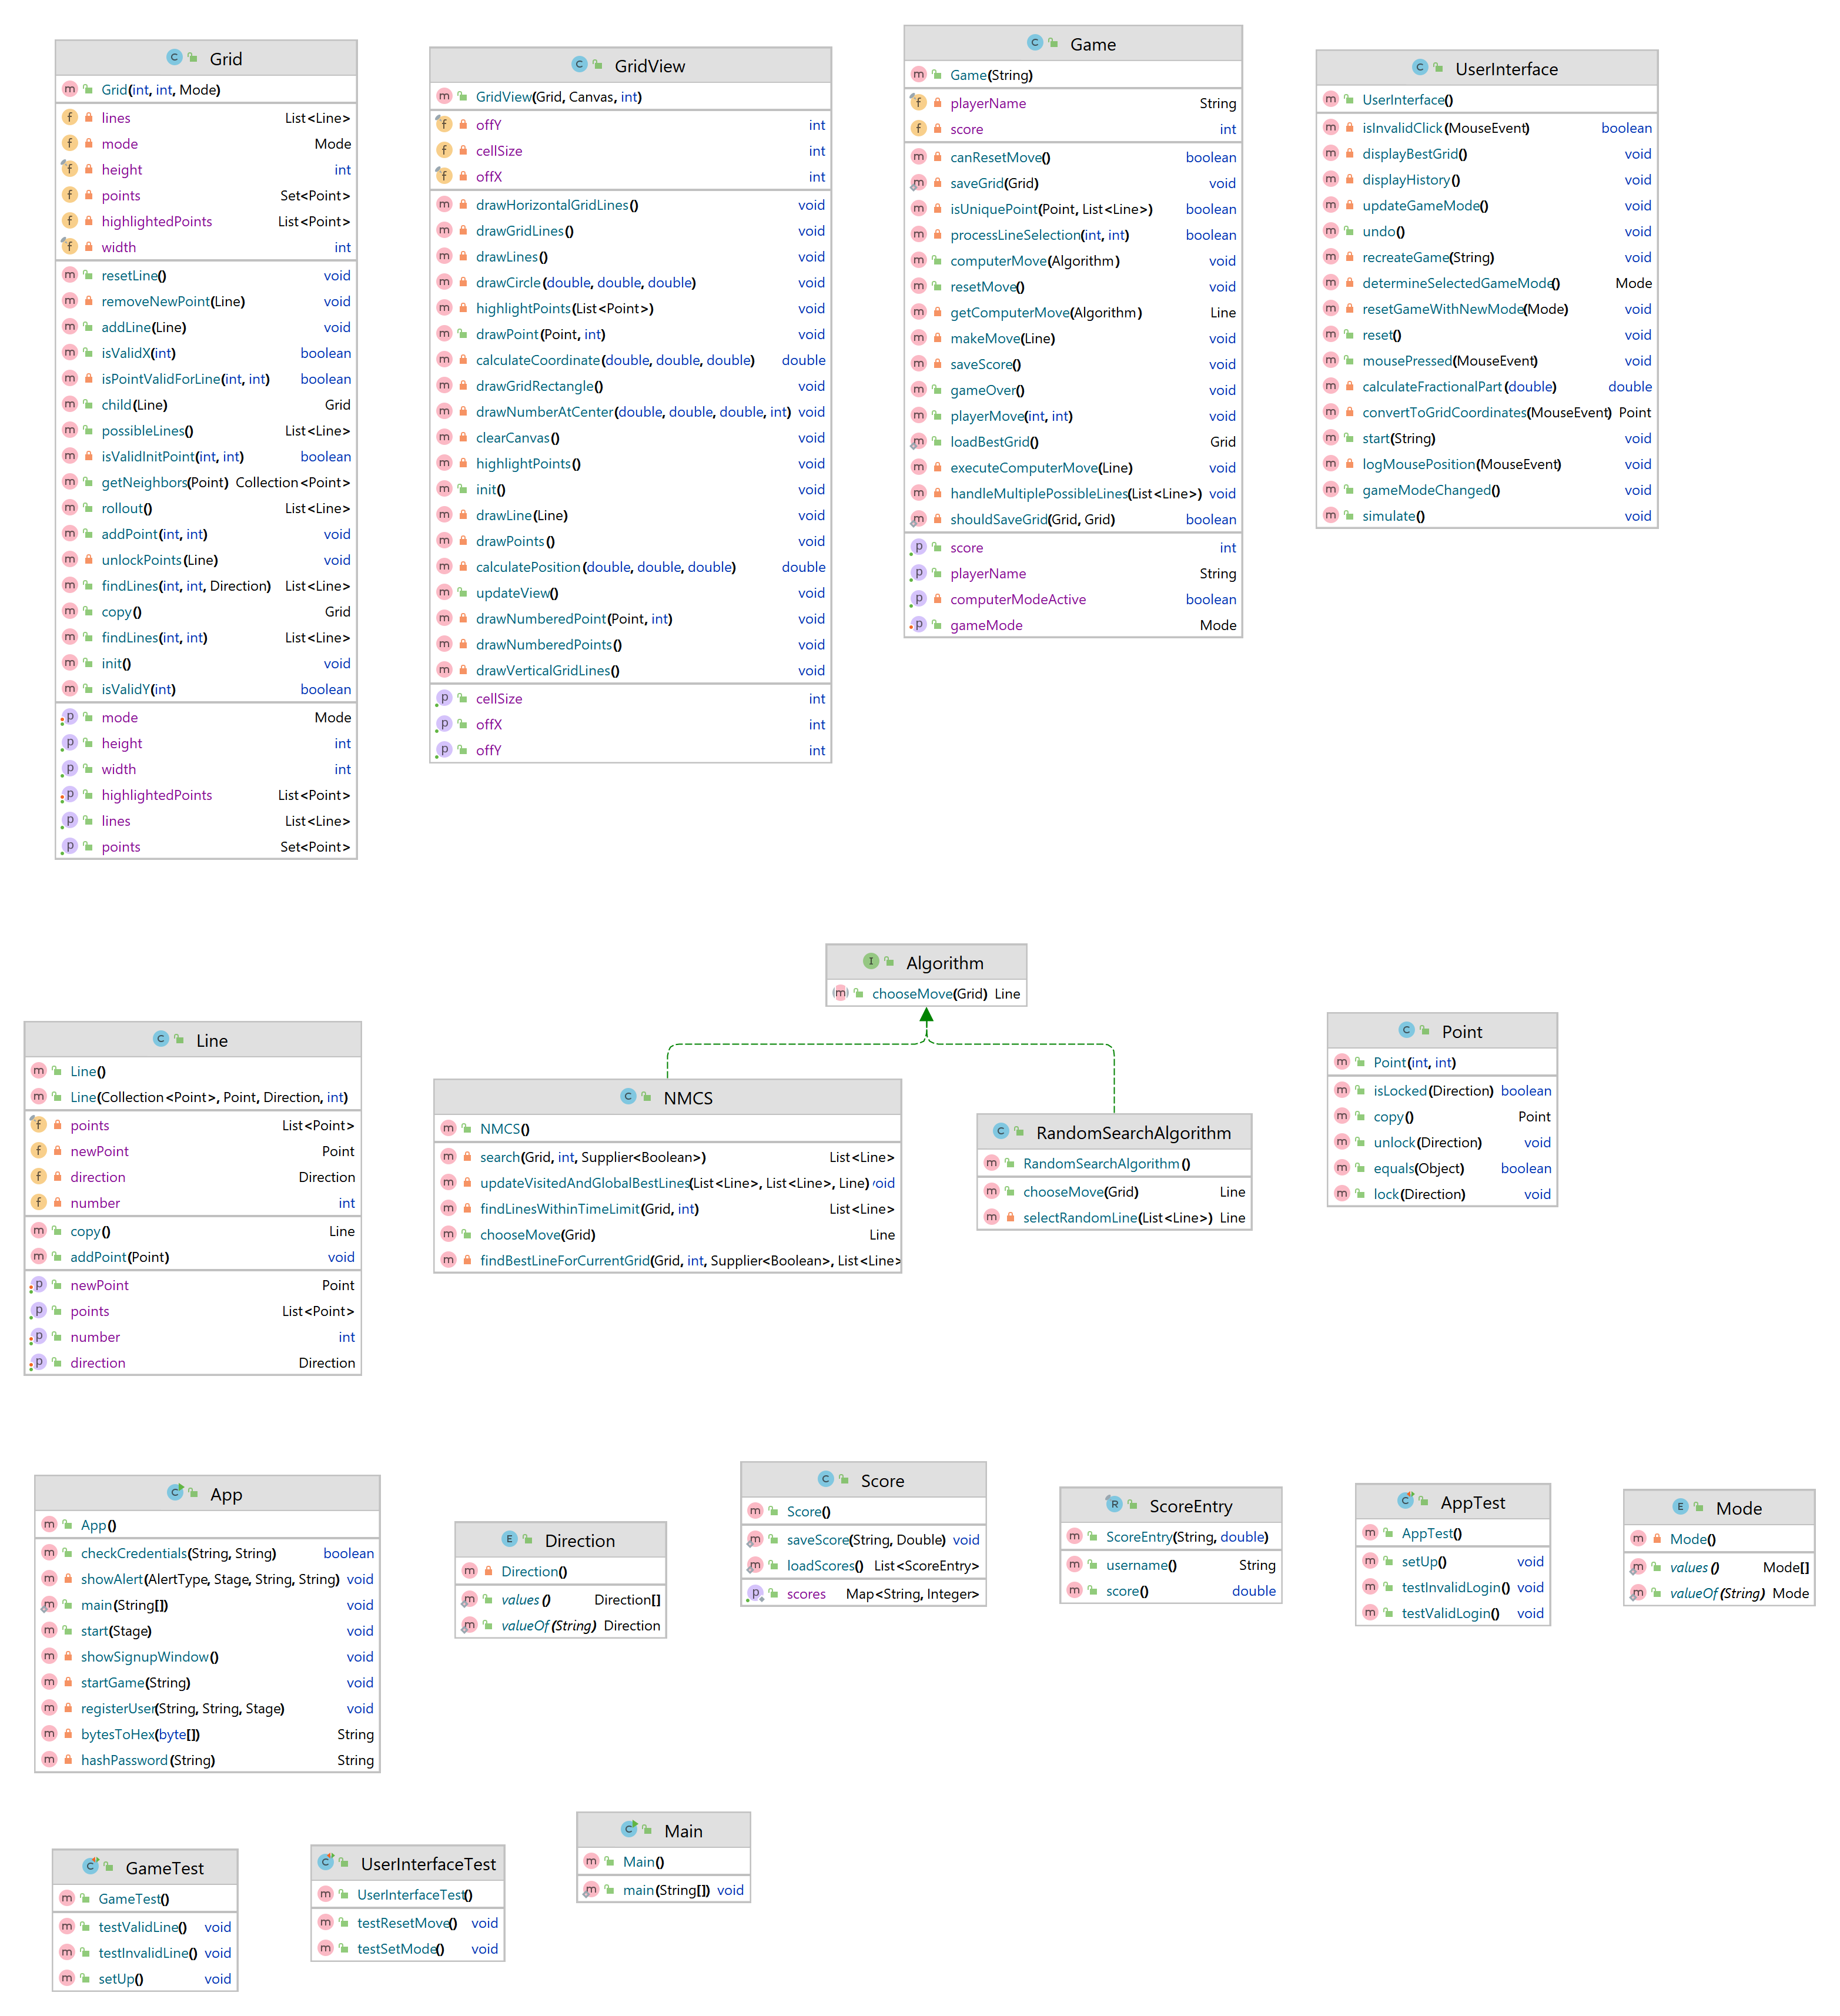 Grid
Grid(int, int, Mode)
lines List<Line>
mode Mode
height int
points Set<Point>
highlightedPoints List<Point>
width int
resetLine() void
removeNewPoint(Line) void
addLine(Line) void
isValidX(int) boolean
isPointValidForLine(int, int) boolean
child(Line) Grid
possibleLines() List<Line>
isValidInitPoint(int, int) boolean
getNeighbors(Point) Collection<Point>
rollout() List<Line>
addPoint(int, int) void
unlockPoints(Line) void
findLines(int, int, Direction) List<Line>
copy() Grid
findLines(int, int) List<Line>
init() void
isValidY(int) boolean
mode Mode
height int
width int
highlightedPoints List<Point>
lines List<Line>
points Set<Point>
GridView
GridView(Grid, Canvas, int)
offY int
cellSize int
offX int
drawHorizontalGridLines() void
drawGridLines() void
drawLines() void
drawCircle(double, double, double) void
highlightPoints(List<Point>) void
drawPoint(Point, int) void
calculateCoordinate(double, double, double) double
drawGridRectangle() void
drawNumberAtCenter(double, double, double, int) void
clearCanvas() void
highlightPoints() void
init() void
drawLine(Line) void
drawPoints() void
calculatePosition(double, double, double) double
updateView() void
drawNumberedPoint(Point, int) void
drawNumberedPoints() void
drawVerticalGridLines() void
cellSize int
offX int
offY int
Game
Game(String)
playerName String
score int
canResetMove() boolean
saveGrid(Grid) void
isUniquePoint(Point, List<Line>) boolean
processLineSelection(int, int) boolean
computerMove(Algorithm) void
resetMove() void
getComputerMove(Algorithm) Line
makeMove(Line) void
saveScore() void
gameOver() void
playerMove(int, int) void
loadBestGrid() Grid
executeComputerMove(Line) void
handleMultiplePossibleLines(List<Line>) void
shouldSaveGrid(Grid, Grid) boolean
score int
playerName String
computerModeActive boolean
gameMode Mode
UserInterface
UserInterface()
isInvalidClick(MouseEvent) boolean
displayBestGrid() void
displayHistory() void
updateGameMode() void
undo() void
recreateGame(String) void
determineSelectedGameMode() Mode
resetGameWithNewMode(Mode) void
reset() void
mousePressed(MouseEvent) void
calculateFractionalPart(double) double
convertToGridCoordinates(MouseEvent) Point
start(String) void
logMousePosition(MouseEvent) void
gameModeChanged() void
simulate() void
Algorithm
chooseMove(Grid) Line
Line
Line()
Line(Collection<Point>, Point, Direction, int)
points List<Point>
newPoint Point
direction Direction
number int
copy() Line
addPoint(Point) void
newPoint Point
points List<Point>
number int
direction Direction
NMCS
NMCS()
search(Grid, int, Supplier<Boolean>) List<Line>
updateVisitedAndGlobalBestLines(List<Line>, List<Line>, Line) void
findLinesWithinTimeLimit(Grid, int) List<Line>
chooseMove(Grid) Line
findBestLineForCurrentGrid(Grid, int, Supplier<Boolean>, List<Line>
RandomSearchAlgorithm
RandomSearchAlgorithm()
chooseMove(Grid) Line
selectRandomLine(List<Line>) Line
Point
Point(int, int)
isLocked(Direction) boolean
copy() Point
unlock(Direction) void
equals(Object) boolean
lock(Direction) void
App
App()
checkCredentials(String, String) boolean
showAlert(AlertType, Stage, String, String) void
main(String[]) void
start(Stage) void
showSignupWindow() void
startGame(String) void
registerUser(String, String, Stage) void
bytesToHex(byte[]) String
hashPassword(String) String
Direction
Direction()
values() Direction[]
valueOf(String) Direction
Score
Score()
saveScore(String, Double) void
loadScores() List<ScoreEntry>
scores Map<String, Integer>
ScoreEntry
ScoreEntry(String, double)
username() String
score() double
AppTest
AppTest()
setUp() void
testInvalidLogin() void
testValidLogin() void
Mode
Mode()
values() Mode[]
valueOf(String) Mode
GameTest
GameTest()
testValidLine() void
testInvalidLine() void
setUp() void
UserInterfaceTest
UserInterfaceTest()
testResetMove() void
testSetMode() void
Main
Main()
main(String[]) void